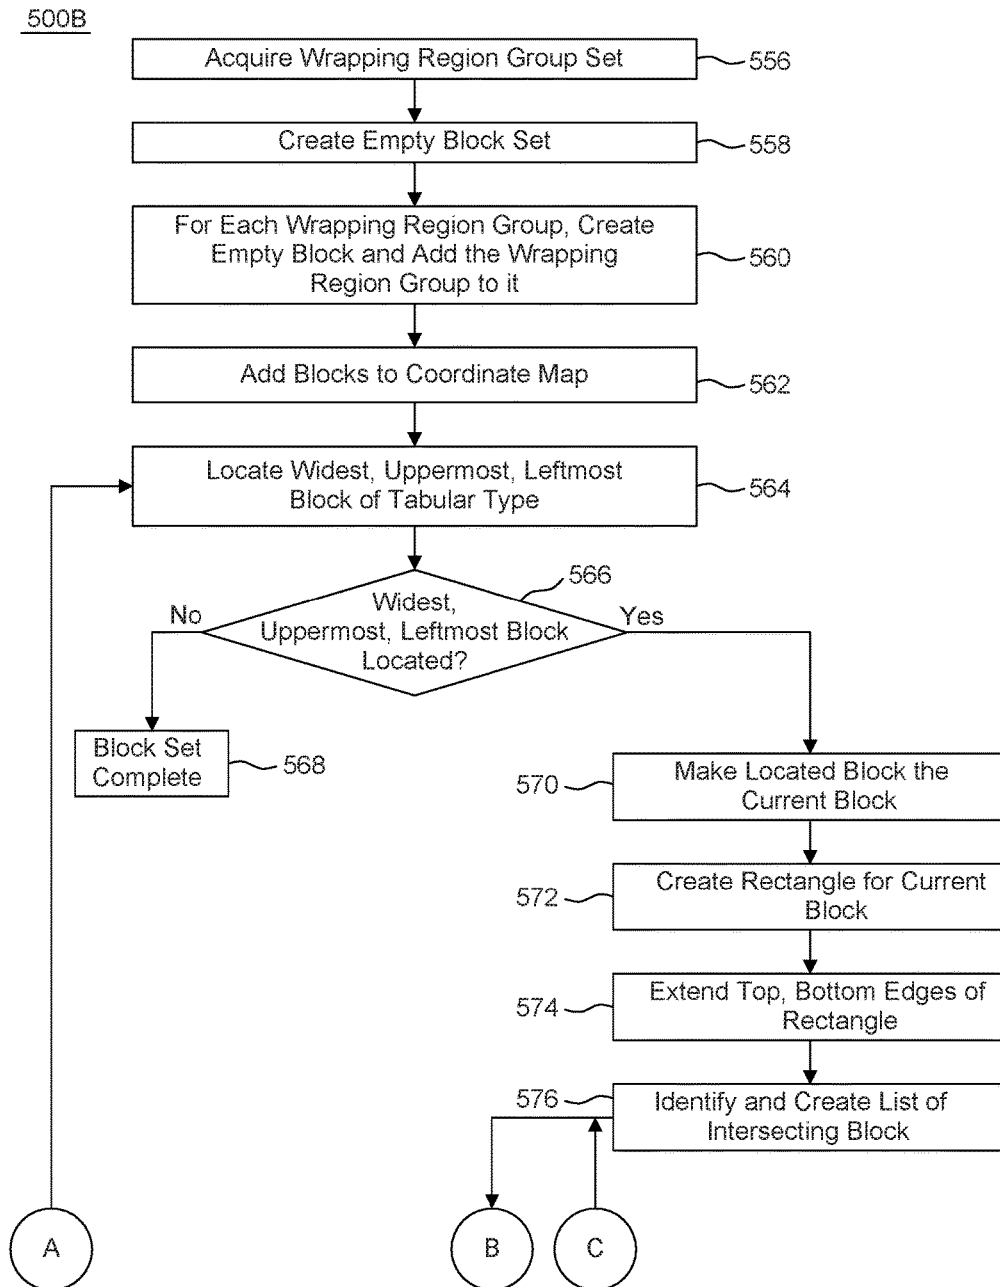 500B
Acquire Wrapping Region Group Set
556
Create Empty Block Set
558
For Each Wrapping Region Group, Create
Empty Block and Add the Wrapping
Region Group to it
560
Add Blocks to Coordinate Map
562
Locate Widest, Uppermost, Leftmost
Block of Tabular Type
564
566
No
Widest,
Uppermost, Leftmost Block
Located?
Yes
Block Set
Complete
568
570
Make Located Block the
Current Block
572
Create Rectangle for Current
Block
574
Extend Top, Bottom Edges of
Rectangle
576
Identify and Create List of
Intersecting Block
A
B
C